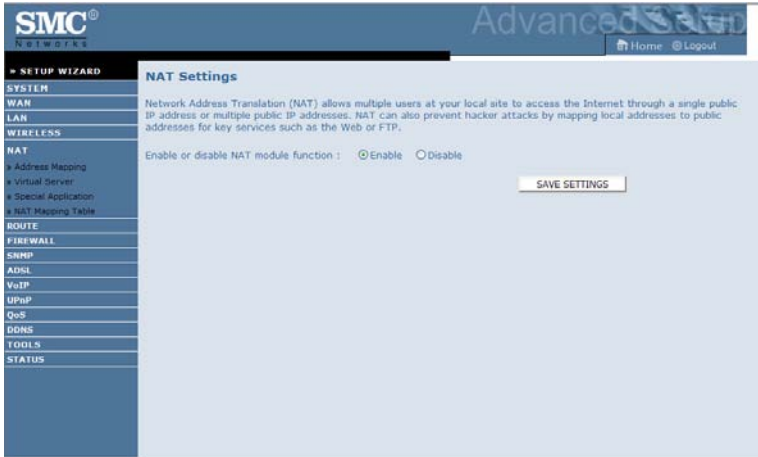 SMC®
Networks
Advanced Setup
Home Logout
» SETUP WIZARD
SYSTEM
WAN
LAN
WIRELESS
NAT
» Address Mapping
» Virtual Server
» Special Application
» NAT Mapping Table
ROUTE
FIREWALL
SNMP
ADSL
VoIP
UPnP
QoS
DDNS
TOOLS
STATUS
NAT Settings
Network Address Translation (NAT) allows multiple users at your local site to access the Internet through a single public
IP address or multiple public IP addresses. NAT can also prevent hacker attacks by mapping local addresses to public
addresses for key services such as the Web or FTP.
Enable or disable NAT module function : Enable Disable
SAVE SETTINGS